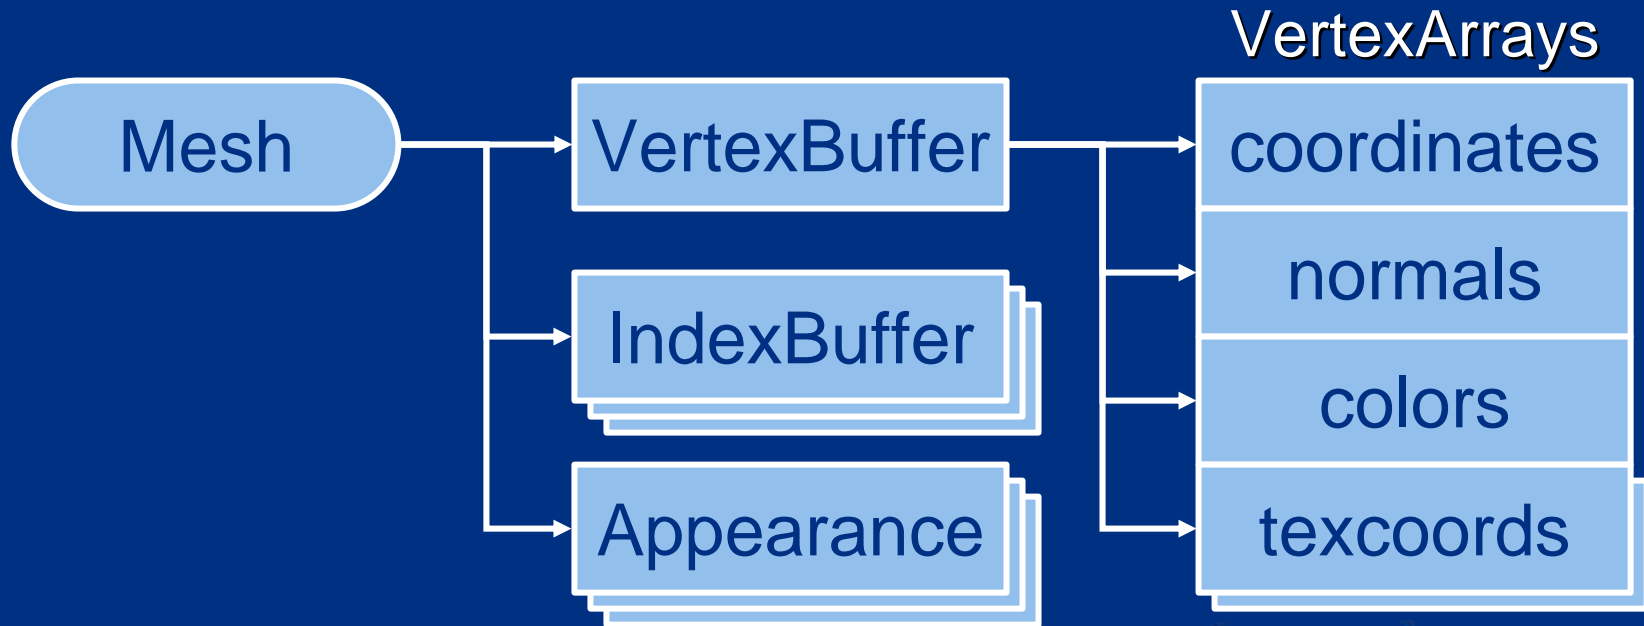 VertexArrays
Mesh
VertexBuffer
coordinates
normals
IndexBuffer
colors
Appearance
texcoords